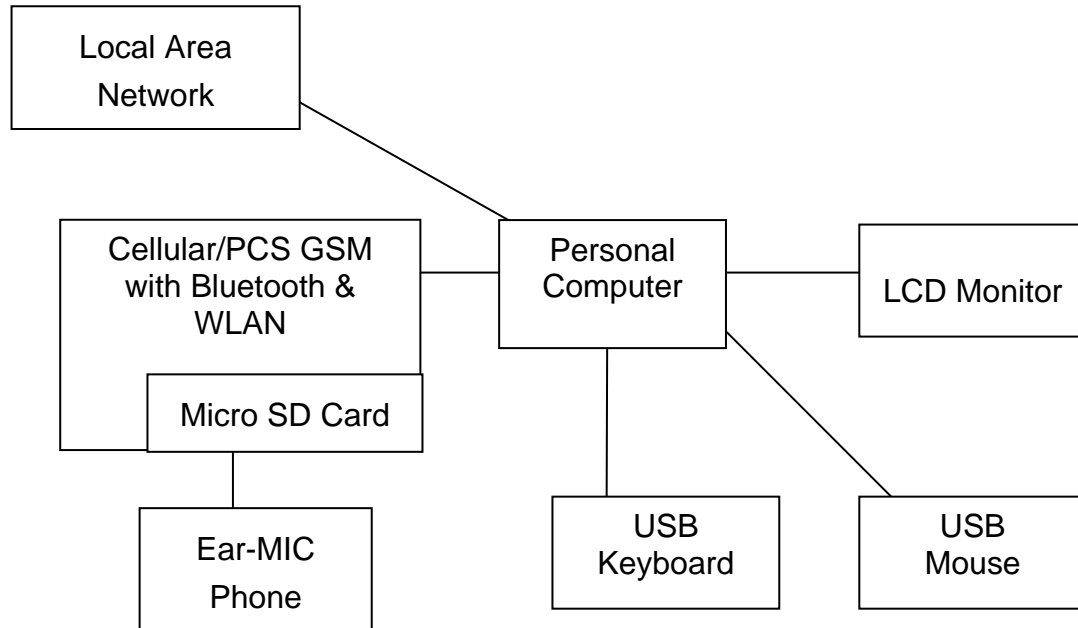 Local Area
Network
Cellular/PCS GSM
with Bluetooth &
WLAN
Micro SD Card
Ear-MIC
Phone
Personal
Computer
LCD Monitor
USB
Keyboard
USB
Mouse